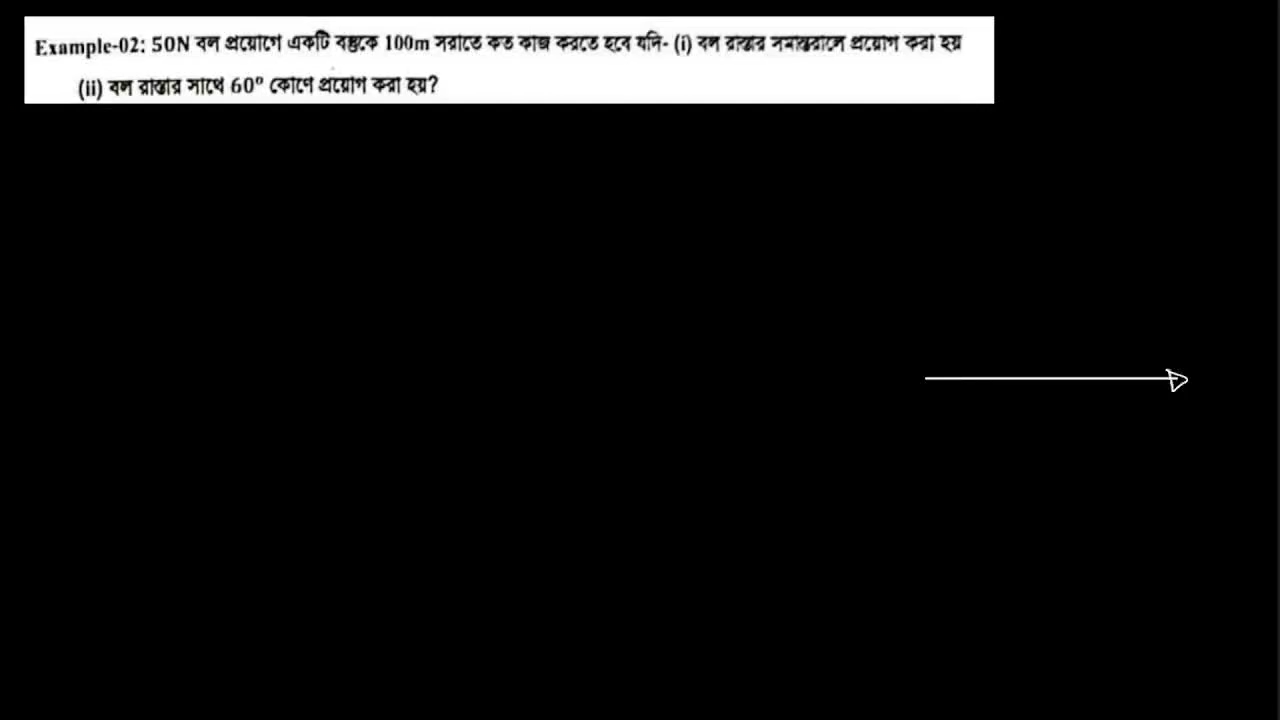 Example-02: 50N বল প্রয়োগে একটি বস্তুকে 100m সরাতে কত কাজ করতে হবে যদি- (i) বল রাস্তার সমান্তরালে প্রয়োগ করা হয়
(ii) বল রাস্তার সাথে 60° কোণে প্রয়োগ করা হয়?